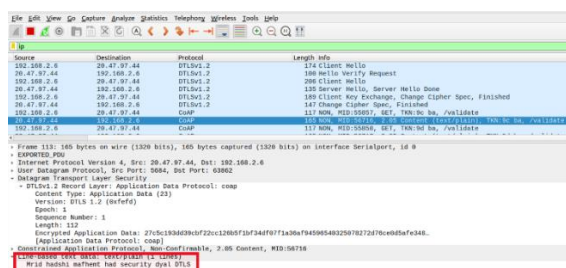 File Edit View Go Capture Analyze Statistics Telephony Wireless Tools Help
ip
Source Destination Protocol Length Info
192.168.2.6 20.47.97.44 DTLSv1.2 174 Client Hello
20.47.97.44 192.168.2.6 DTLSv1.2 Hello Verify Request
192.168.2.6 20.47.97.44 DTLSv1.2 206 Client Hello
20.47.97.44 192.168.2.6 DTLSv1.2 135 Server Hello, Server Hello Done
192.168.2.6 20.47.97.44 DTLSv1.2 189 Client Key Exchange, Change Cipher Spec, Finished
20.47.97.44 192.168.2.6 DTLSv1.2 147 Change Cipher Spec, Finished
192.168.2.6 20.47.97.44 CoAP 117 NON, MID:55057, GET, TKN:9c ba, /validate
20.47.97.44 192.168.2.6 CoAP 165 NON, MID:56716, 2.05 Content (text/plain), TKN:9c ba, /validate
192.168.2.6 20.47.97.44 CoAP 117 NON, MID:55058, GET, TKN:9c ba, /validate
Frame 113: 165 bytes on wire (1320 bits), 165 bytes captured (1320 bits) on interface Serialport, id 0
EXPORTED_PDU
Internet Protocol Version 4, Src: 20.47.97.44, Dst: 192.168.2.6
User Datagram Protocol, Src Port: 5684, Dst Port: 63862
Datagram Transport Layer Security
DTLSv1.2 Record Layer: Application Data Protocol: coap
Content Type: Application Data (23)
Version: DTLS 1.2 (0xfefd)
Epoch: 1
Sequence Number: 1
Length: 112
Encrypted Application Data:
[Application Data Protocol: coap]
Constrained Application Protocol, Non-Confirmable, 2.05 Content, MID:56716
Line-based text data: text/plain (1 lines)
Mrid hadshi mafhent had security dyal DTLS